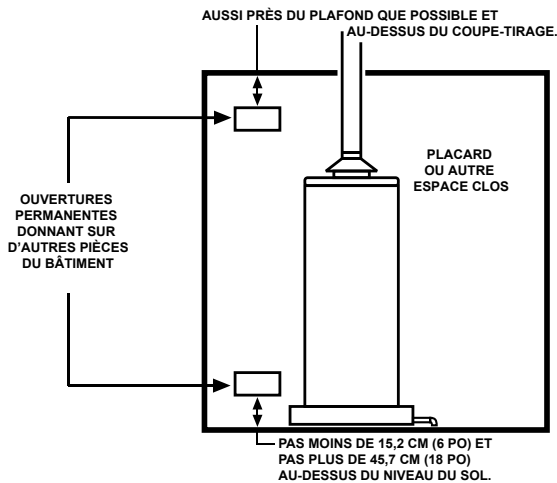 AUSSI PRÈS DU PLAFOND QUE POSSIBLE ET
AU-DESSUS DU COUPE-TIRAGE.
PLACARD
OU AUTRE
ESPACE CLOS
OUVERTURES
PERMANENTES
DONNANT SUR
D'AUTRES PIÈCES
DU BÂTIMENT
PAS MOINS DE 15,2 CM (6 PO) ET
PAS PLUS DE 45,7 CM (18 PO)
AU-DESSUS DU NIVEAU DU SOL.